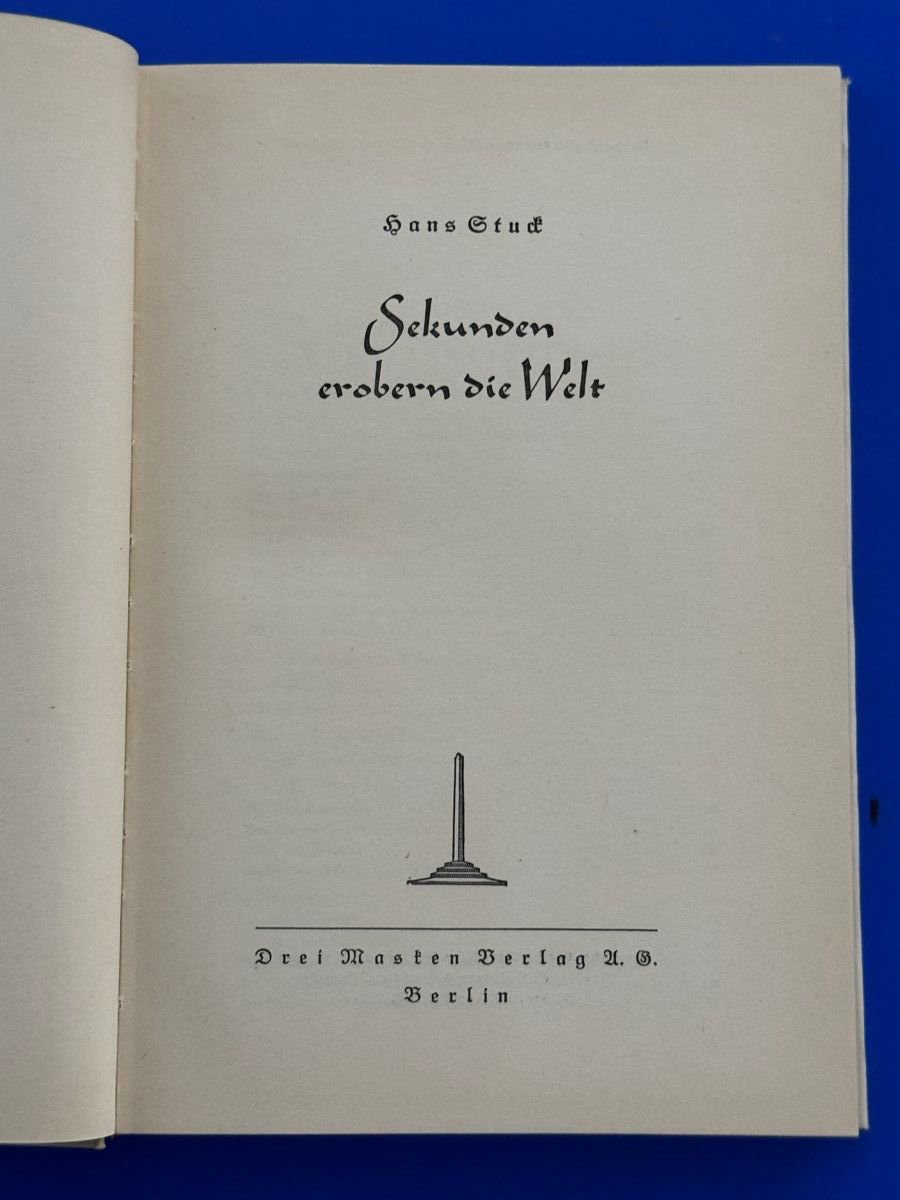 Hans Stuck
Sekunden
erobern die Welt
Drei Masken Verlag A. G.
Berlin